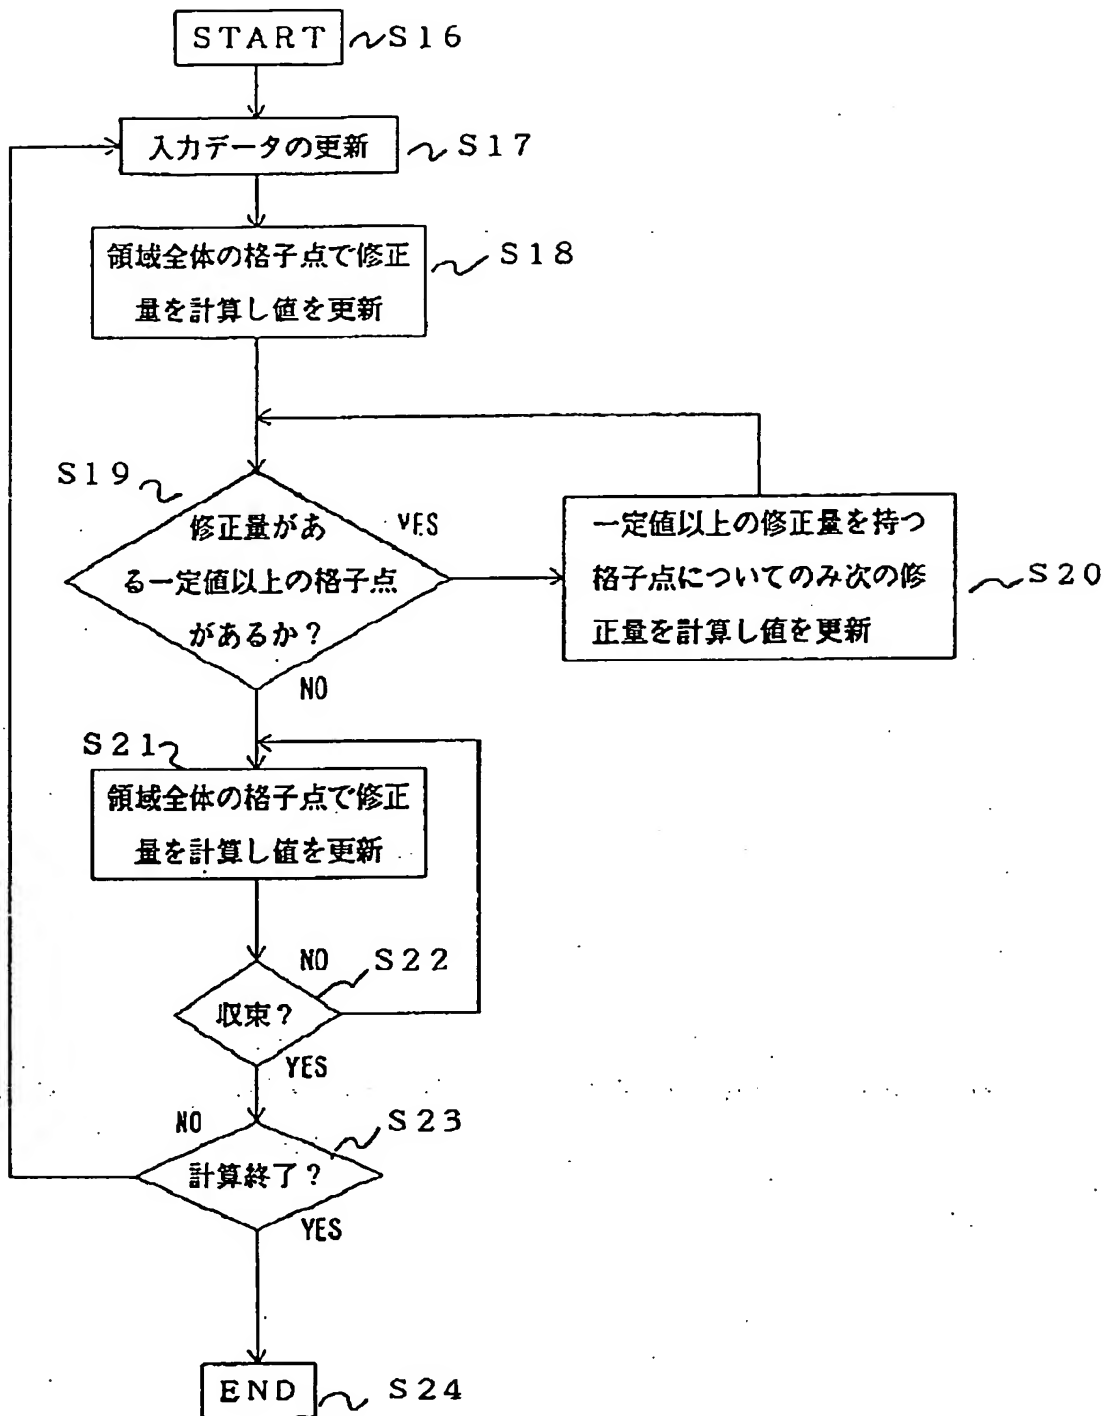 START S16
入力データの更新 S17
領域全体の格子点で修正
量を計算し値を更新
S18
S19
修正量があ
る一定値以上の格子点
があるか?
YES
NO
一定値以上の修正量を持つ
格子点についてのみ次の修
正量を計算し値を更新
S20
S21
領域全体の格子点で修正
量を計算し値を更新
NO S22
収束?
YES
NO S23
計算終了?
YES
END S24